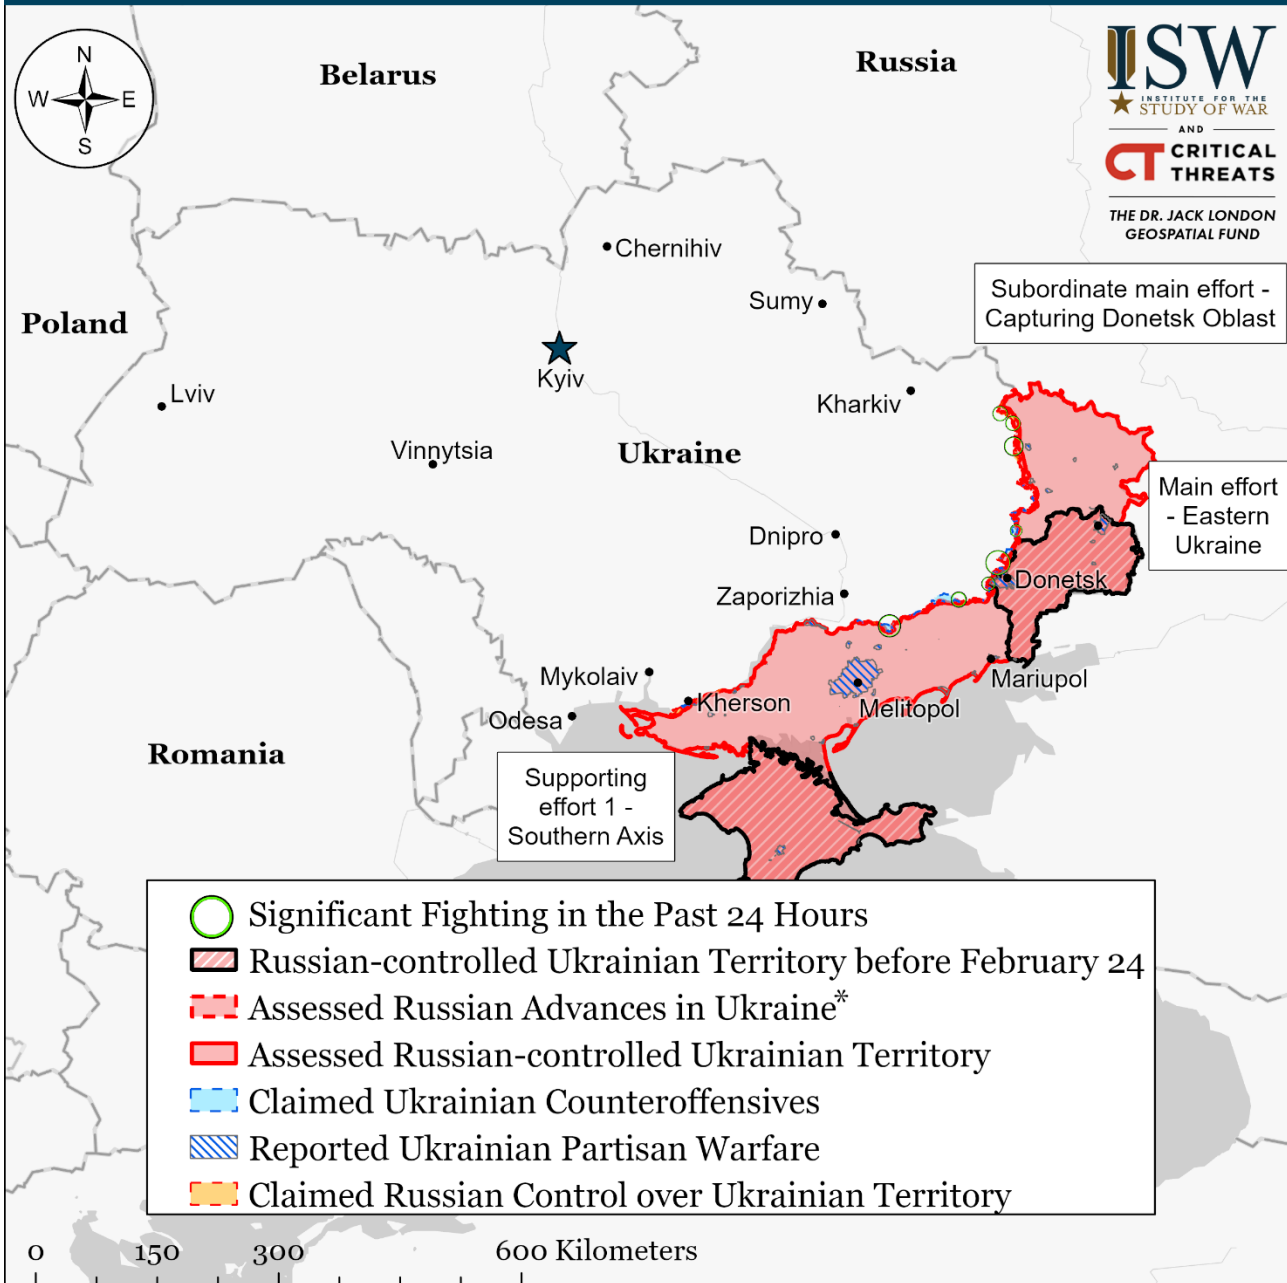 N
W E
S
Belarus
Russia
ISW
INSTITUTE FOR THE
STUDY OF WAR
AND
CT CRITICAL
THREATS
THE DR. JACK LONDON
GEOSPATIAL FUND
Chernihiv
Subordinate main effort -
Capturing Donetsk Oblast
Sumy
Poland
Kyiv
Lviv
Kharkiv
Vinnytsia
Ukraine
Main effort
- Eastern
Ukraine
Dnipro
Donetsk
Zaporizhia
Mykolaiv
Mariupol
Kherson
Melitopol
Odesa
Romania
Supporting
effort 1 -
Southern Axis
Significant Fighting in the Past 24 Hours
Russian-controlled Ukrainian Territory before February 24
Assessed Russian Advances in Ukraine*
Assessed Russian-controlled Ukrainian Territory
Claimed Ukrainian Counteroffensives
Reported Ukrainian Partisan Warfare
Claimed Russian Control over Ukrainian Territory
0 150 300 600 Kilometers